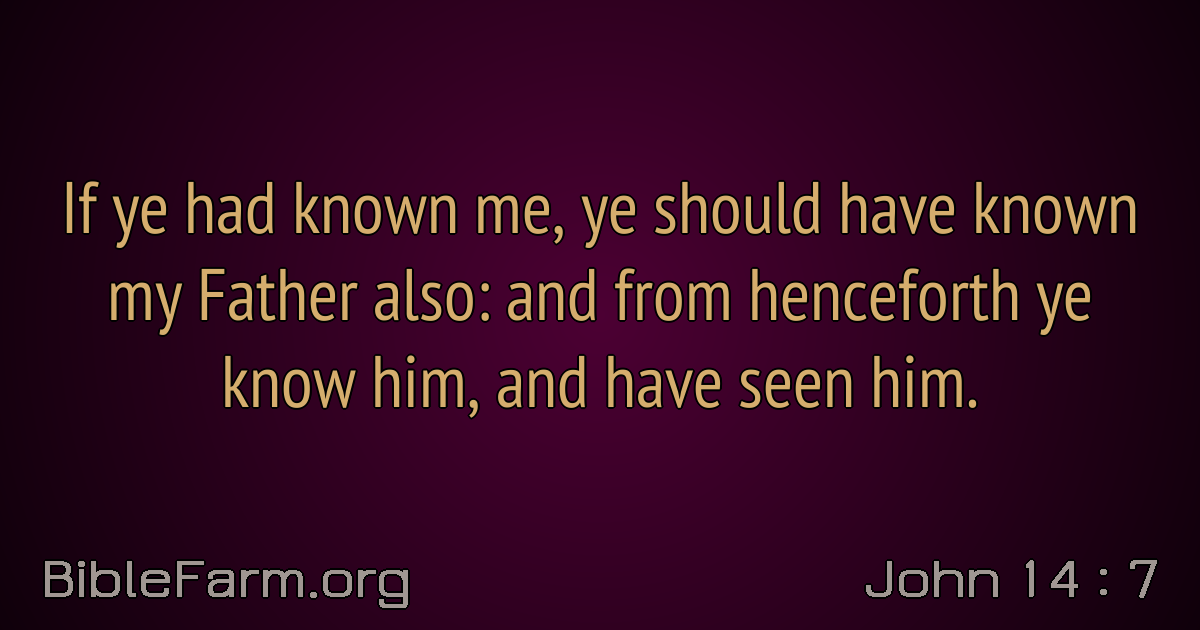 If ye had known me, ye should have known
my Father also: and from henceforth ye
know him, and have seen him.
BibleFarm.org
John 14 : 7